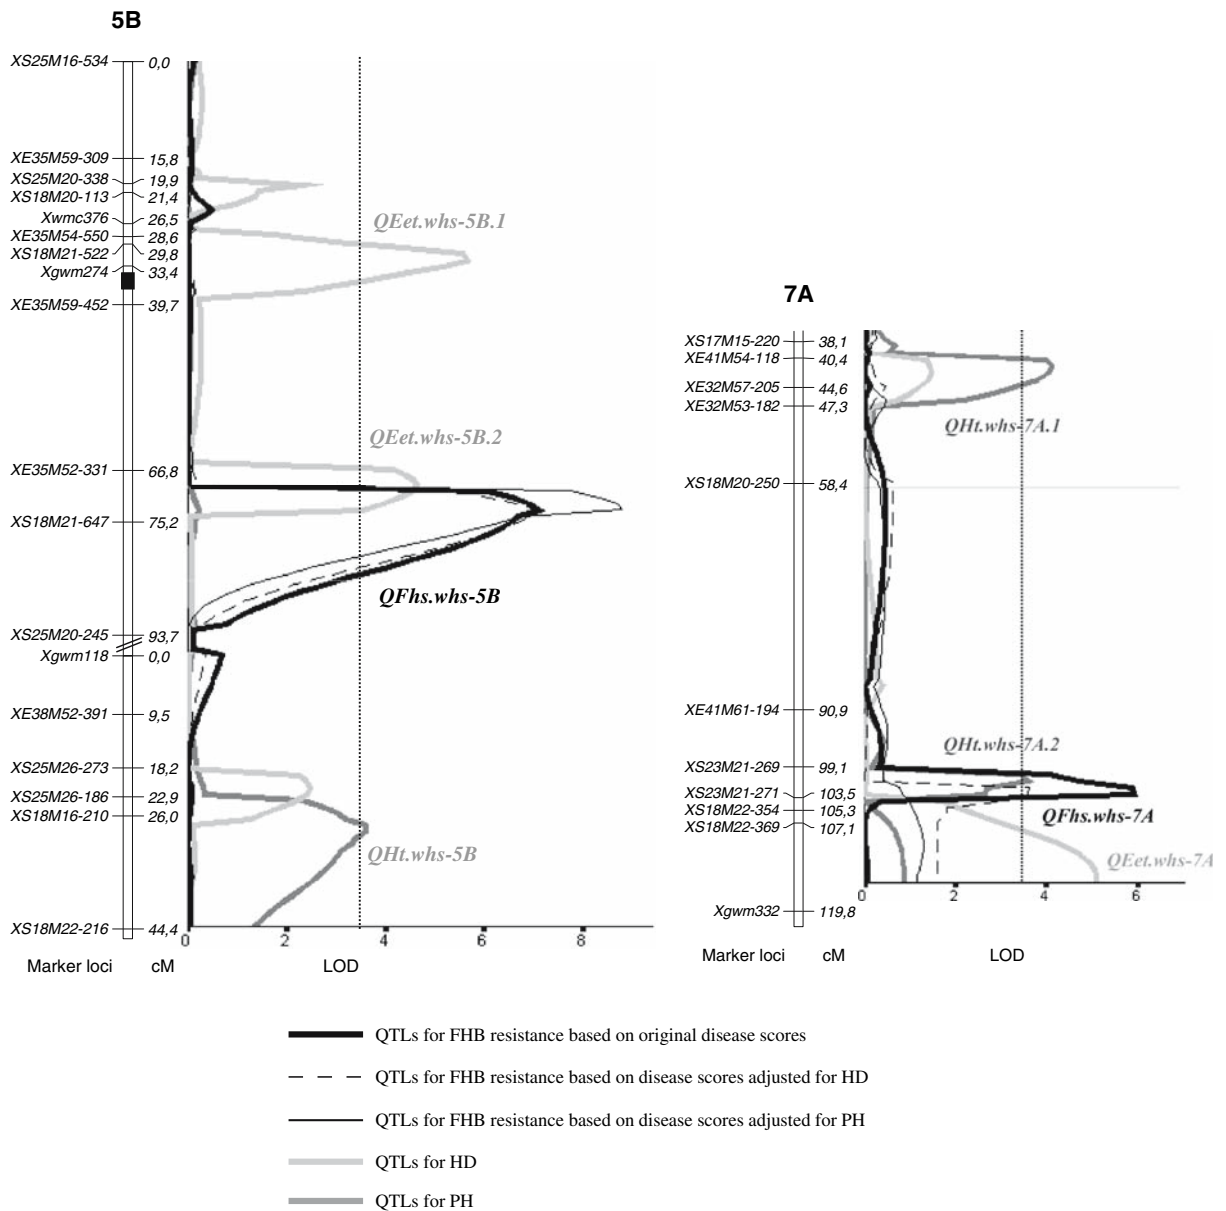 5B
XS25M16-534 0,0
XE35M59-309 15,8
XS25M20-338 19,9
XS18M20-113 21,4
Xwmc376 26,5
XE35M54-550 28,6
XS18M21-522 29,8
Xgwm274 33,4
XE35M59-452 39,7
XE35M52-331 66,8
XS18M21-647 75,2
XS25M20-245 93,7
Xgwm118 0,0
XE38M52-391 9,5
XS25M26-273 18,2
XS25M26-186 22,9
XS18M16-210 26,0
XS18M22-216 44,4
QEet.whs-5B.1
QEet.whs-5B.2
QFhs.whs-5B
QHt.whs-5B
0 2 4 6 8
Marker loci cM LOD
7A
XS17M15-220 38,1
XE41M54-118 40,4
XE32M57-205 44,6
XE32M53-182 47,3
XS18M20-250 58,4
XE41M61-194 90,9
XS23M21-269 99,1
XS23M21-271 103,5
XS18M22-354 105,3
XS18M22-369 107,1
Xgwm332 119,8
QHt.whs-7A.1
QHt.whs-7A.2
QFhs.whs-7A
QEet.whs-7A
0 2 4 6
Marker loci cM LOD
QTLs for FHB resistance based on original disease scores
QTLs for FHB resistance based on disease scores adjusted for HD
QTLs for FHB resistance based on disease scores adjusted for PH
QTLs for HD
QTLs for PH